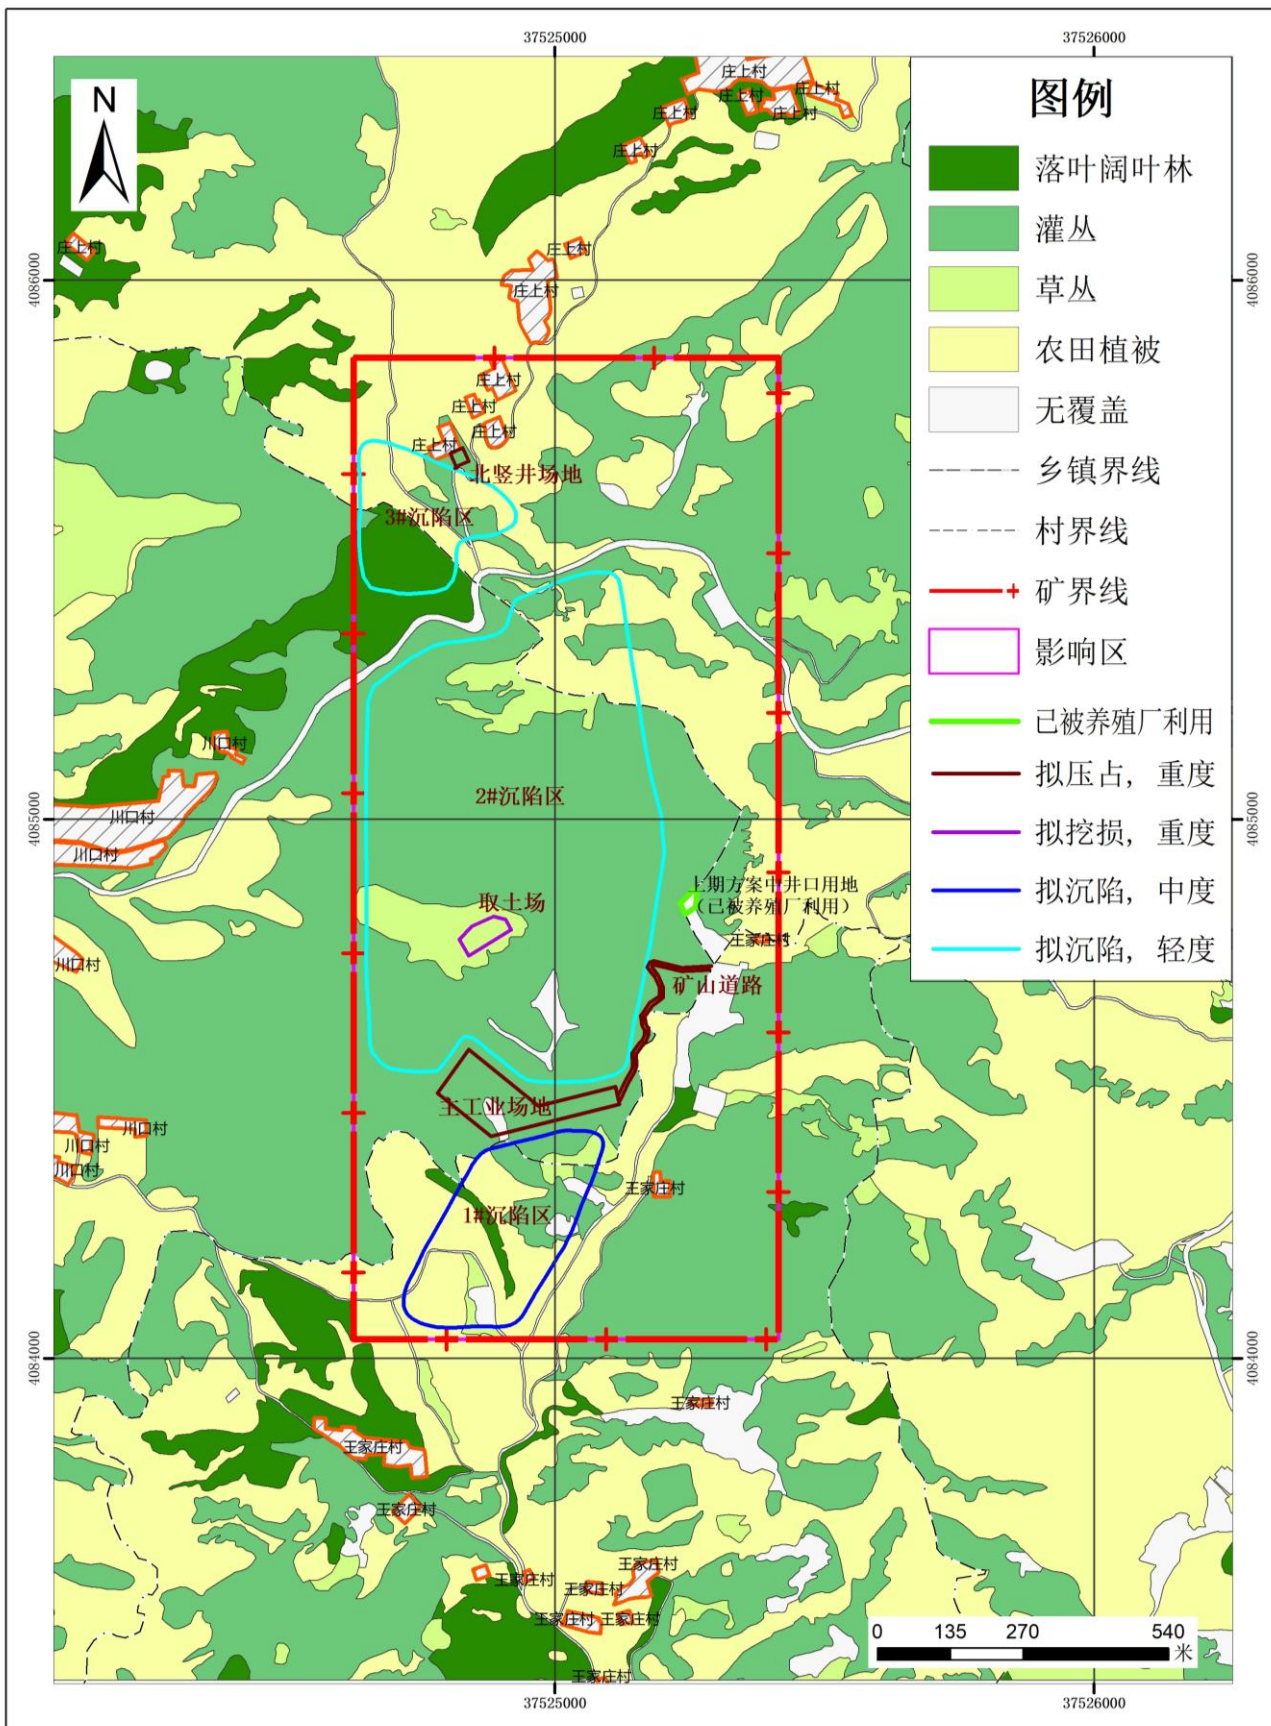 37525000
37526000
N
图例
落叶阔叶林
灌丛
草丛
农田植被
无覆盖
乡镇界线
村界线
矿界线
影响区
已被养殖厂利用
拟压占，重度
拟挖损，重度
拟沉陷，中度
拟沉陷，轻度
庄上村
庄上村
庄上村
庄上村
庄上村
庄上村
庄上村
庄上村
庄上村
4086000
4086000
庄上村
庄上村
庄上村
庄上村
北竖井场地
3#沉陷区
川口村
2#沉陷区
川口村
4085000
4085000
川口村
上期方案中井口用地
（已被养殖厂利用）
取土场
王家庄村
川口村
矿山道路
主工业场地
川口村
川口村
川口村
王家庄村
1#沉陷区
4084000
4084000
王家庄村
王家庄村
王家庄村
王家庄村
王家庄村
王家庄村
王家庄村
王家庄村
王家庄村
0 135 270 540
米
37525000
37526000